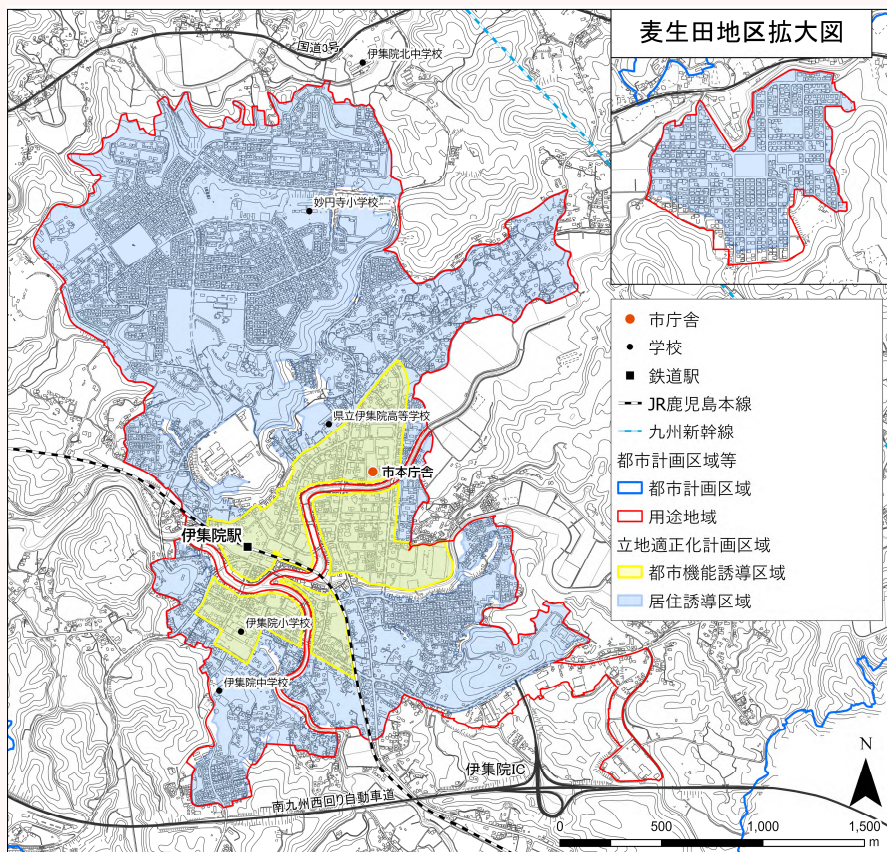 麦生田地区拡大図
国道3号
伊集院北中学校
妙円寺小学校
市庁舎
学校
鉄道駅
JR鹿児島本線
九州新幹線
都市計画区域等
都市計画区域
用途地域
立地適正化計画区域
都市機能誘導区域
居住誘導区域
県立伊集院高等学校
市本庁舎
伊集院駅
伊集院小学校
伊集院中学校
伊集院IC
南九州西回り自動車道
N
0 500 1,000 1,500
m